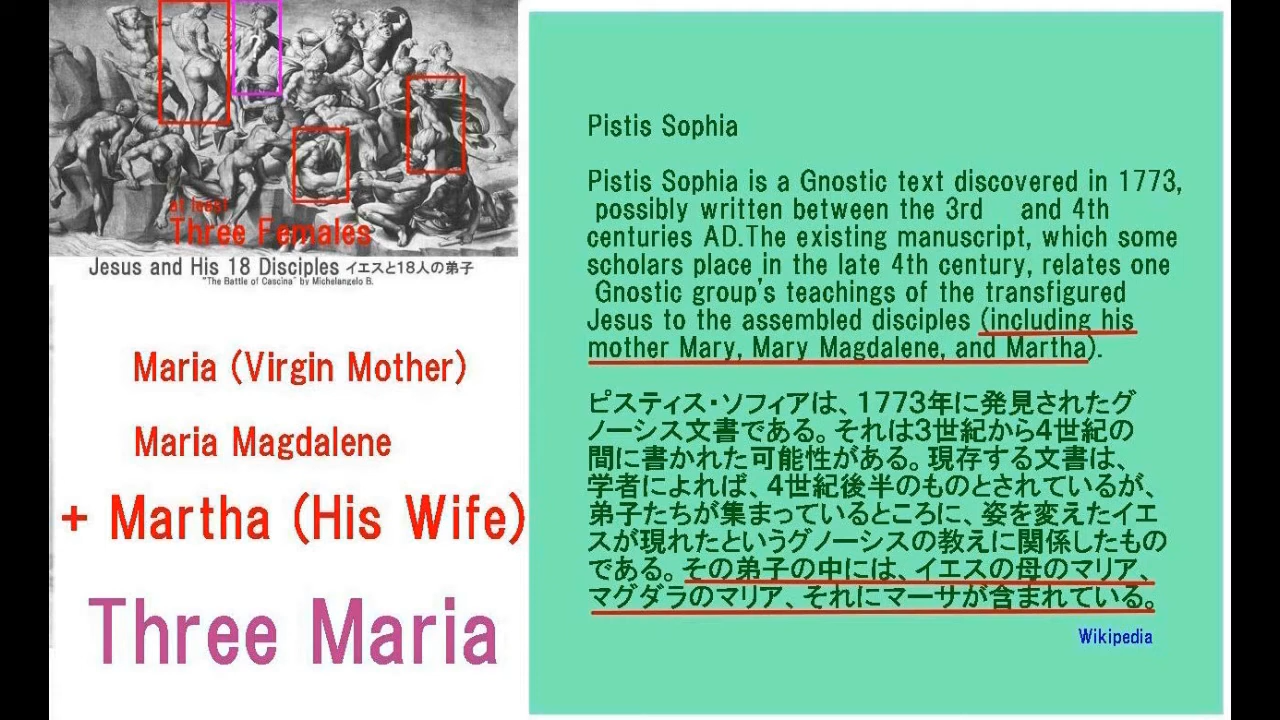 ?
at least
Three Females
Jesus and His 18 Disciples イエスと18人の弟子
"The Battle of Cascina" by Michelangelo B.
Maria (Virgin Mother)
Maria Magdalene
+ Martha (His Wife)
Three Maria
Pistis Sophia
Pistis Sophia is a Gnostic text discovered in 1773,
possibly written between the 3rd and 4th
centuries AD.The existing manuscript, which some
scholars place in the late 4th century, relates one
Gnostic group's teachings of the transfigured
Jesus to the assembled disciples (including his
mother Mary, Mary Magdalene, and Martha).
ピスティス・ソフィアは、1773年に発見されたグ
ノーシス文書である。それは3世紀から4世紀の
間に書かれた可能性がある。現存する文書は、
学者によれば、4世紀後半のものとされているが、
弟子たちが集まっているところに、姿を変えたイエ
スが現れたというグノーシスの教えに関係したもの
である。その弟子の中には、イエスの母のマリア、
マグダラのマリア、それにマーサが含まれている。
Wikipedia